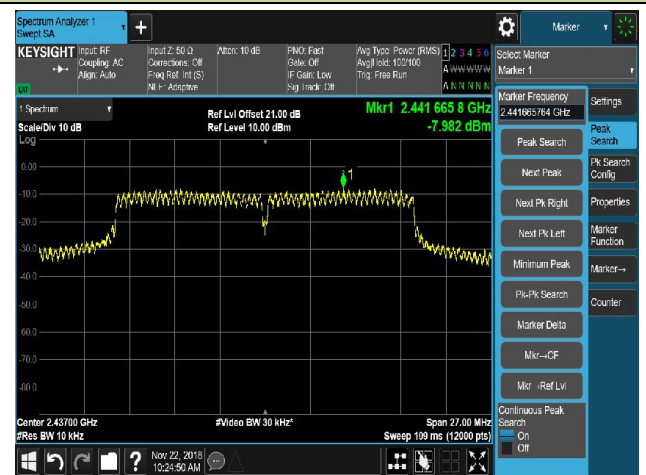 Spectrum Analyzer 1
Swept SA
+
Marker
KEYSIGHT
Input: RF
Coupling: AC
Align: Auto
Input Z: 50 Ω
Corrections: Off
Freq Ref: Int (S)
NFE: Adaptive
Atten: 10 dB
PNO: Fast
Gate: Off
IF Gain: Low
Sig Track: Off
Avg Type: Power (RMS)
Avg|Hold: 100/100
Trig: Free Run
1 2 3 4 5 6
A W W W W W
A N N N N N
Select Marker
Marker 1
1 Spectrum
Scale/Div 10 dB
Log
Ref Lvl Offset 21.00 dB
Ref Level 10.00 dBm
Mkr1 2.441 665 8 GHz
-7.982 dBm
0.00
-10.0
-20.0
-30.0
-40.0
-50.0
-60.0
-70.0
-80.0
1
Center 2.43700 GHz
#Res BW 10 kHz
#Video BW 30 kHz*
Span 27.00 MHz
Sweep 109 ms (12000 pts)
Marker Frequency
2.441665764 GHz
Peak Search
Next Peak
Next Pk Right
Next Pk Left
Minimum Peak
Pk-Pk Search
Marker Delta
Mkr→CF
Mkr→Ref Lvl
Continuous Peak
Search
On
Off
Settings
Peak
Search
Pk Search
Config
Properties
Marker
Function
Marker→
Counter
?
Nov 22, 2018
10:24:50 AM